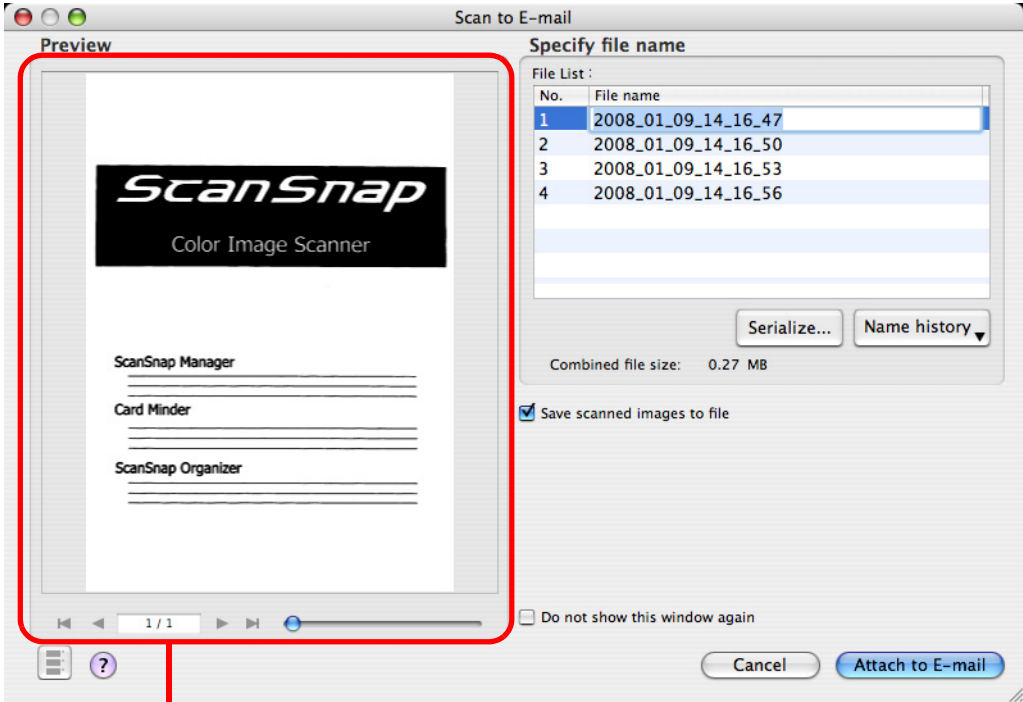 Scan to E-mail
Preview
ScanSnap
Color Image Scanner
ScanSnap Manager
Card Minder
ScanSnap Organizer
1 / 1
?
Specify file name
File List :
No. File name
1 2008_01_09_14_16_47
2 2008_01_09_14_16_50
3 2008_01_09_14_16_53
4 2008_01_09_14_16_56
Serialize... Name history
Combined file size: 0.27 MB
Save scanned images to file
Do not show this window again
Cancel Attach to E-mail